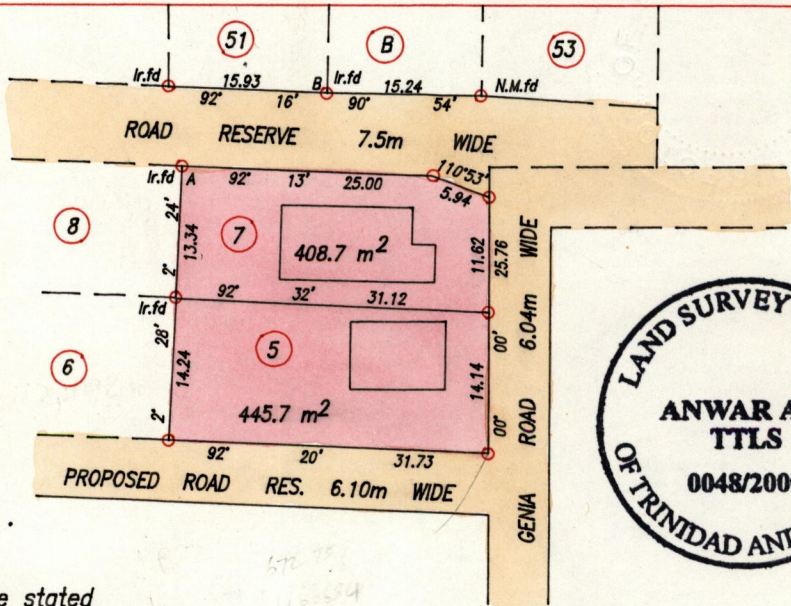 51 B 53
Ir.fd 15.93 B Ir.fd 15.24 N.M.fd
92' 16' 90' 54'
ROAD RESERVE 7.5m WIDE
Ir.fd A 92' 13' 25.00 110°53'
5.94
8
24' 7
2' 13.34 408.7 m²
11.62 25.76
Ir.fd 92' 32' 31.12
6
2' 28' 14.24
5
445.7 m²
00' 00' 14.14
92' 20' 31.73
GENIA ROAD 6.04m WIDE
PROPOSED ROAD RES. 6.10m WIDE
LAND SURVEY
ANWAR A
TTLS
0048/200
OF TRINIDAD AND
stated